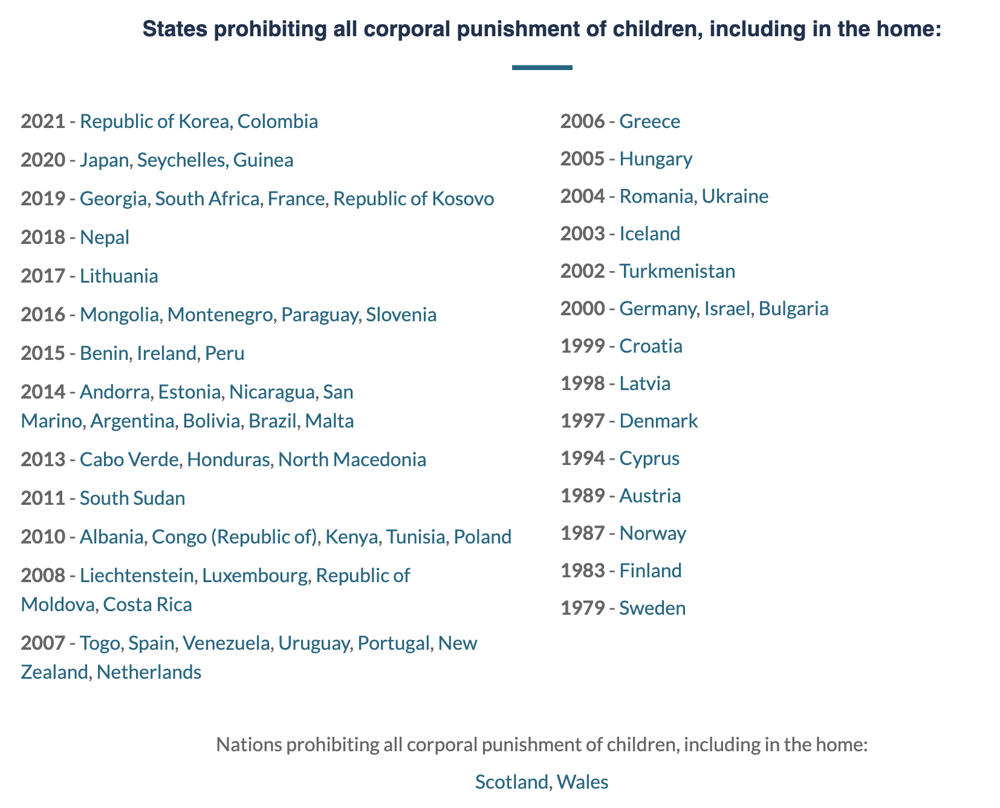 States prohibiting all corporal punishment of children, including in the home:
2021 - Republic of Korea, Colombia
2020 - Japan, Seychelles, Guinea
2019 - Georgia, South Africa, France, Republic of Kosovo
2018 - Nepal
2017 - Lithuania
2016 - Mongolia, Montenegro, Paraguay, Slovenia
2015 - Benin, Ireland, Peru
2014 - Andorra, Estonia, Nicaragua, San
Marino, Argentina, Bolivia, Brazil, Malta
2013 - Cabo Verde, Honduras, North Macedonia
2011 - South Sudan
2010 - Albania, Congo (Republic of), Kenya, Tunisia, Poland
2008 - Liechtenstein, Luxembourg, Republic of
Moldova, Costa Rica
2007 - Togo, Spain, Venezuela, Uruguay, Portugal, New
Zealand, Netherlands
2006 - Greece
2005 - Hungary
2004 - Romania, Ukraine
2003 - Iceland
2002 - Turkmenistan
2000 - Germany, Israel, Bulgaria
1999 - Croatia
1998 - Latvia
1997 - Denmark
1994 - Cyprus
1989 - Austria
1987 - Norway
1983 - Finland
1979 - Sweden
Nations prohibiting all corporal punishment of children, including in the home:
Scotland, Wales